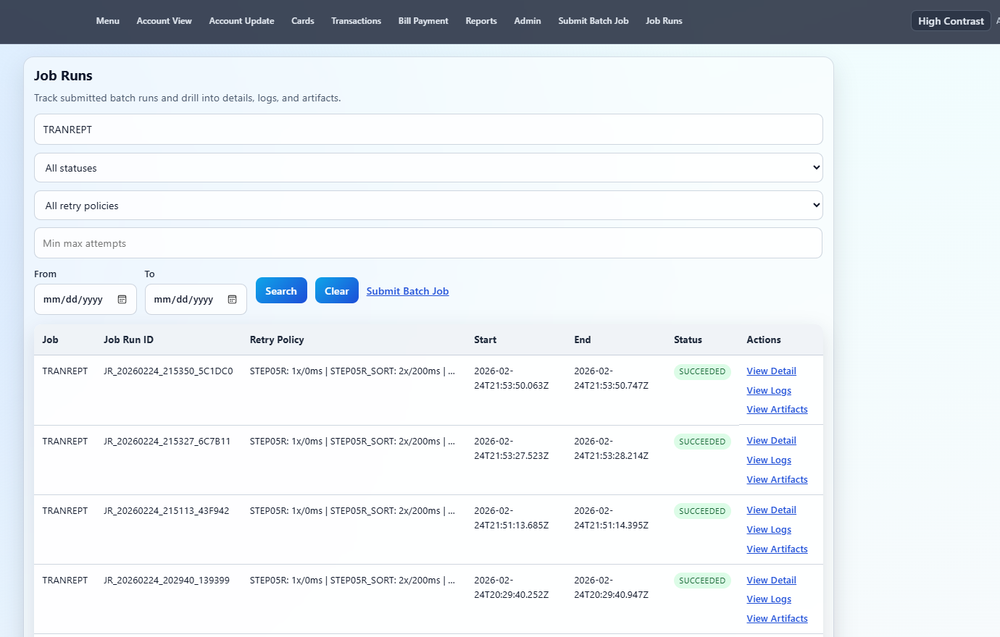 Menu Account View Account Update Cards Transactions Bill Payment Reports Admin Submit Batch Job Job Runs High Contrast
Job Runs
Track submitted batch runs and drill into details, logs, and artifacts.
TRANREPT
All statuses
All retry policies
Min max attempts
From To
mm/dd/yyyy mm/dd/yyyy Search Clear Submit Batch Job
Job Job Run ID Retry Policy Start End Status Actions
TRANREPT JR_20260224_215350_5C1DC0 STEP05R: 1x/0ms | STEP05R_SORT: 2x/200ms | ... 2026-02- 2026-02- SUCCEEDED View Detail
24T21:53:50.063Z 24T21:53:50.747Z
View Logs
View Artifacts
TRANREPT JR_20260224_215327_6C7B11 STEP05R: 1x/0ms | STEP05R_SORT: 2x/200ms | ... 2026-02- 2026-02- SUCCEEDED View Detail
24T21:53:27.523Z 24T21:53:28.214Z
View Logs
View Artifacts
TRANREPT JR_20260224_215113_43F942 STEP05R: 1x/0ms | STEP05R_SORT: 2x/200ms | ... 2026-02- 2026-02- SUCCEEDED View Detail
24T21:51:13.685Z 24T21:51:14.395Z
View Logs
View Artifacts
TRANREPT JR_20260224_202940_139399 STEP05R: 1x/0ms | STEP05R_SORT: 2x/200ms | ... 2026-02- 2026-02- SUCCEEDED View Detail
24T20:29:40.252Z 24T20:29:40.947Z
View Logs
View Artifacts